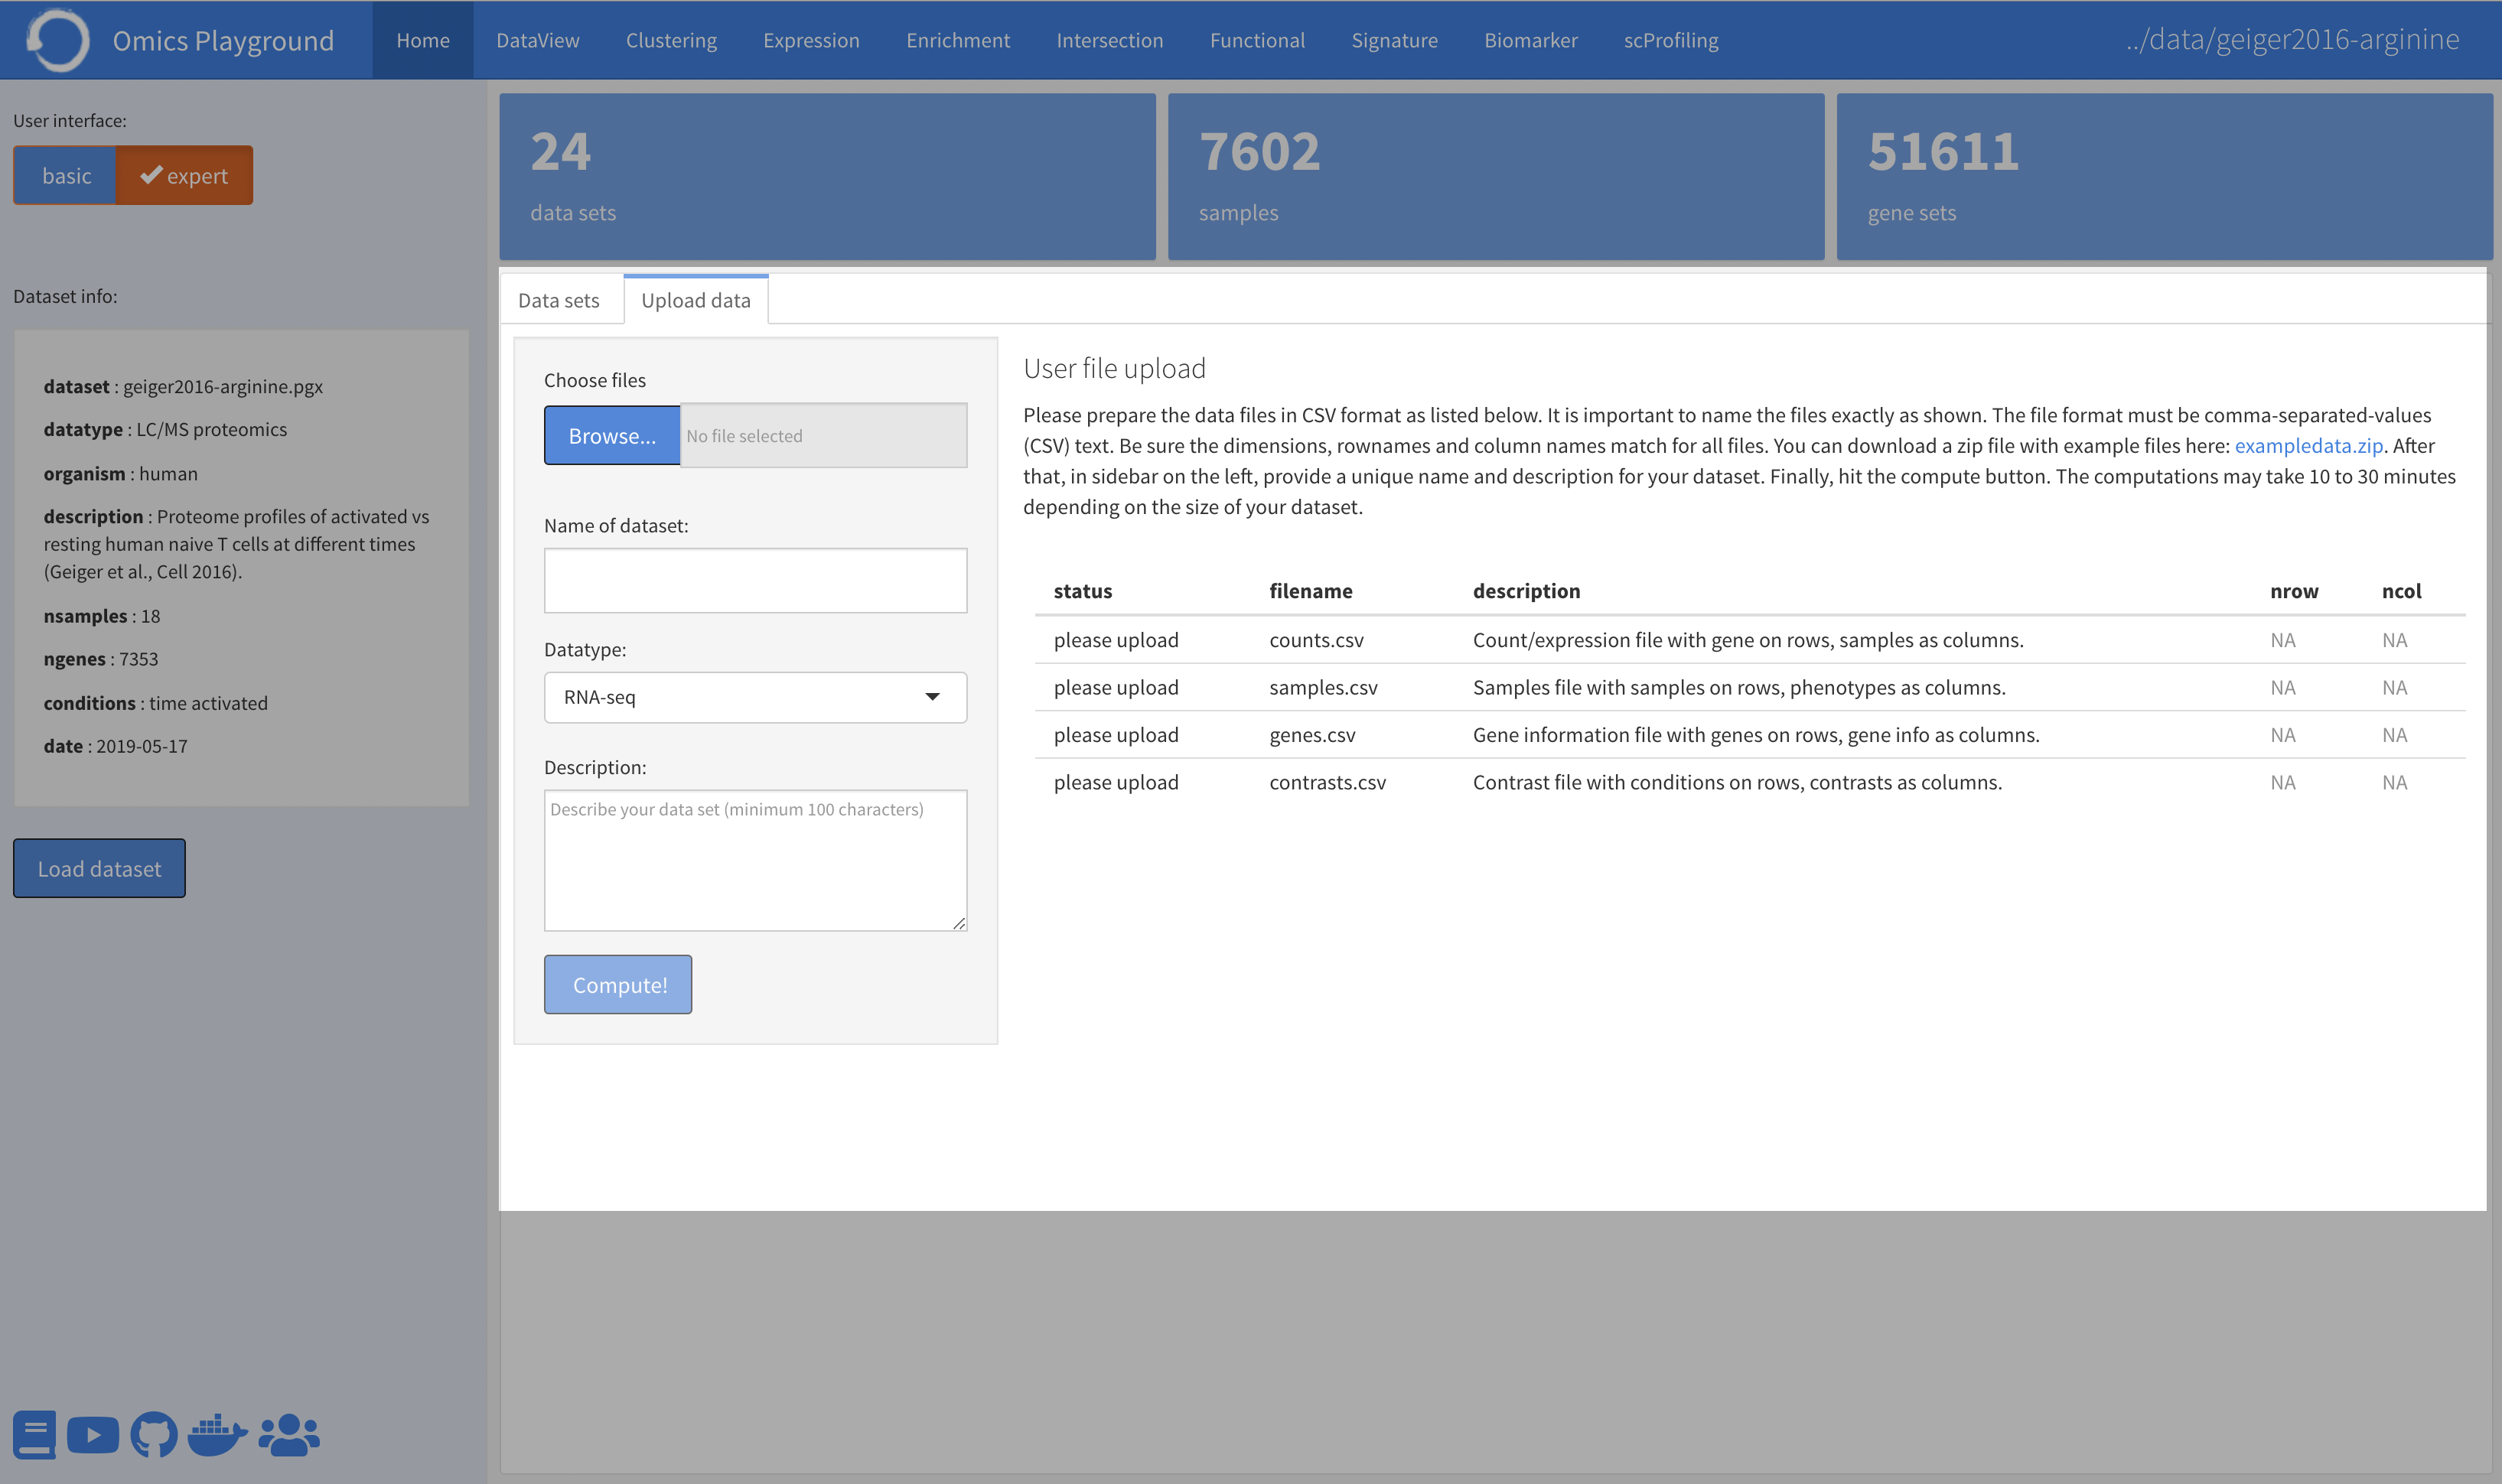 Omics Playground
Home
DataView
Clustering
Expression
Enrichment
Intersection
Functional
Signature
Biomarker
scProfiling
../data/geiger2016-arginine
User interface:
basic
expert
Dataset info:
dataset : geiger2016-arginine.pgx
datatype : LC/MS proteomics
organism : human
description : Proteome profiles of activated vs
resting human naive T cells at different times
(Geiger et al., Cell 2016).
nsamples : 18
ngenes : 7353
conditions : time activated
date : 2019-05-17
Load dataset
24
data sets
7602
samples
51611
gene sets
Data sets
Upload data
Choose files
Browse...
No file selected
Name of dataset:
Datatype:
RNA-seq
Description:
Describe your data set (minimum 100 characters)
Compute!
User file upload
Please prepare the data files in CSV format as listed below. It is important to name the files exactly as shown. The file format must be comma-separated-values
(CSV) text. Be sure the dimensions, rownames and column names match for all files. You can download a zip file with example files here: exampledata.zip. After
that, in sidebar on the left, provide a unique name and description for your dataset. Finally, hit the compute button. The computations may take 10 to 30 minutes
depending on the size of your dataset.
status filename description nrow ncol
please upload counts.csv Count/expression file with gene on rows, samples as columns. NA NA
please upload samples.csv Samples file with samples on rows, phenotypes as columns. NA NA
please upload genes.csv Gene information file with genes on rows, gene info as columns. NA NA
please upload contrasts.csv Contrast file with conditions on rows, contrasts as columns. NA NA